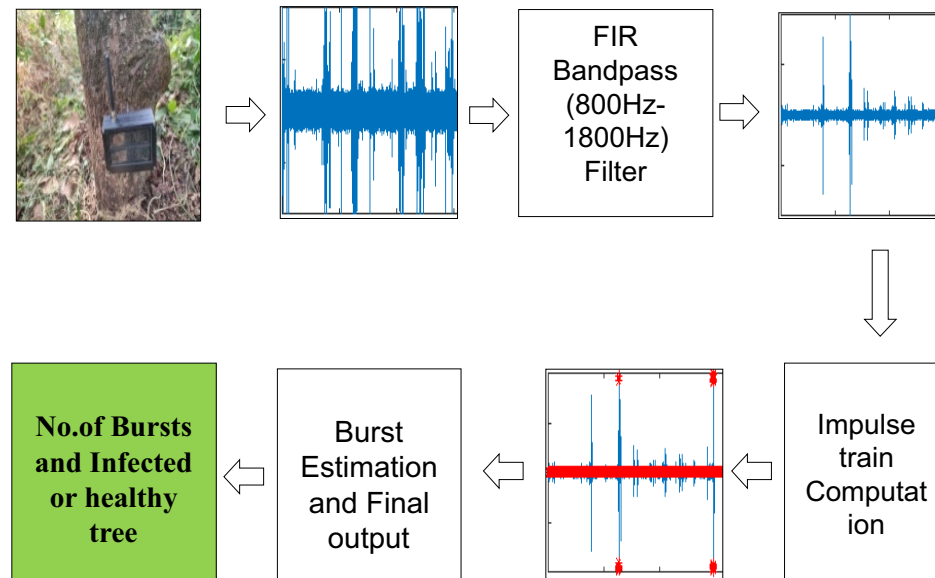 FIR
Bandpass
(800Hz-
1800Hz)
Filter
Impulse
train
Computat
ion
Burst
Estimation
and Final
output
No.of Bursts
and Infected
or healthy
tree